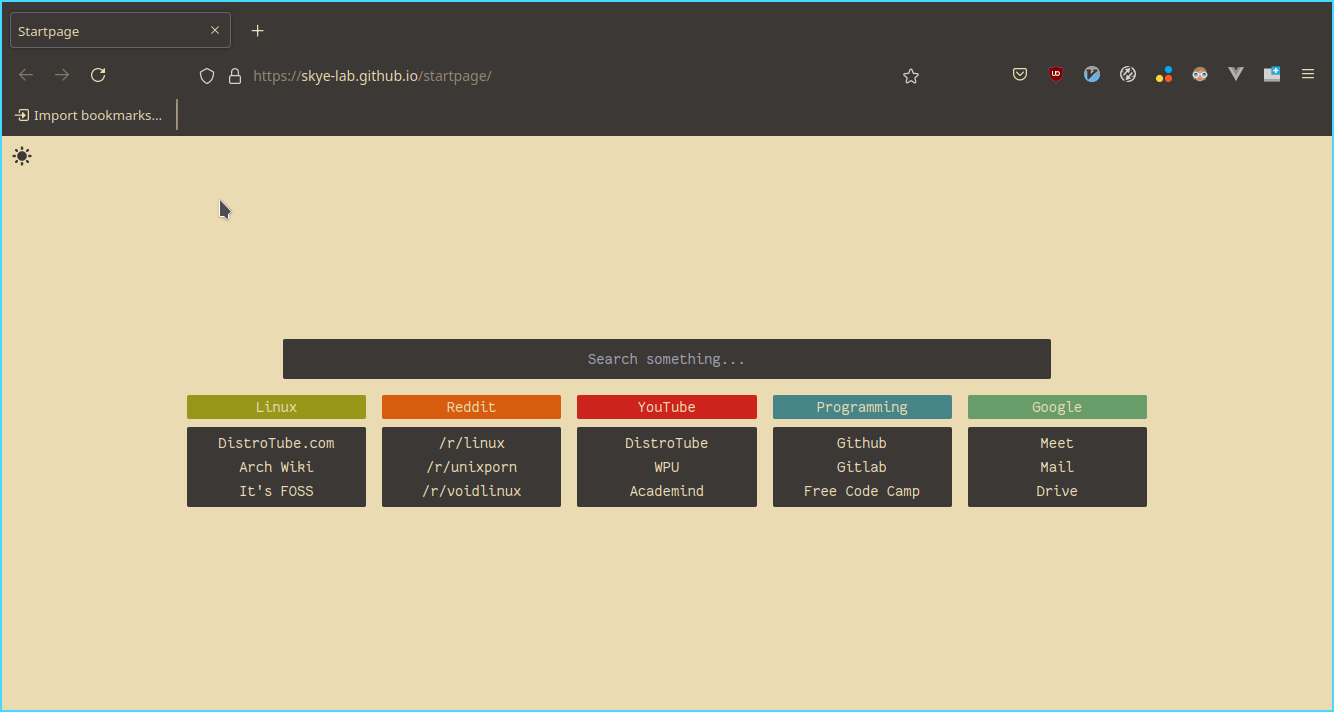 Startpage
https://skye-lab.github.io/startpage/
Import bookmarks...
Search something...
Linux
DistroTube.com
Arch Wiki
It's FOSS
Reddit
/r/linux
/r/unixporn
/r/voidlinux
YouTube
DistroTube
WPU
Academind
Programming
Github
Gitlab
Free Code Camp
Google
Meet
Mail
Drive